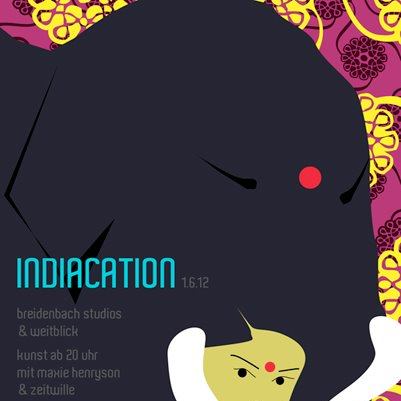 INDIACATION 1.6.12
breidenbach studios
& weitblick
kunst ab 20 uhr
mit maxie henryson
& zeitwille